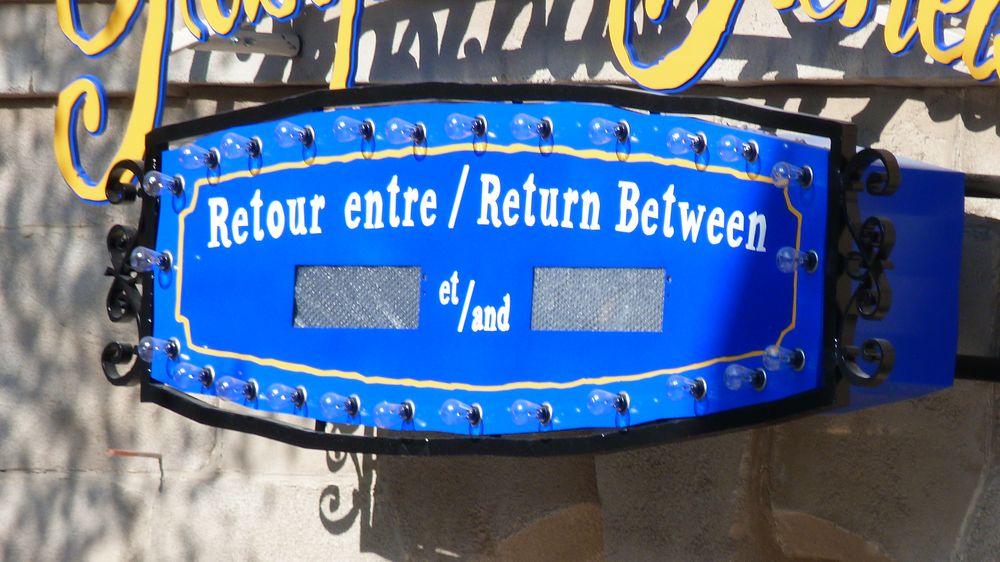 Retour entre / Return Between
et/and